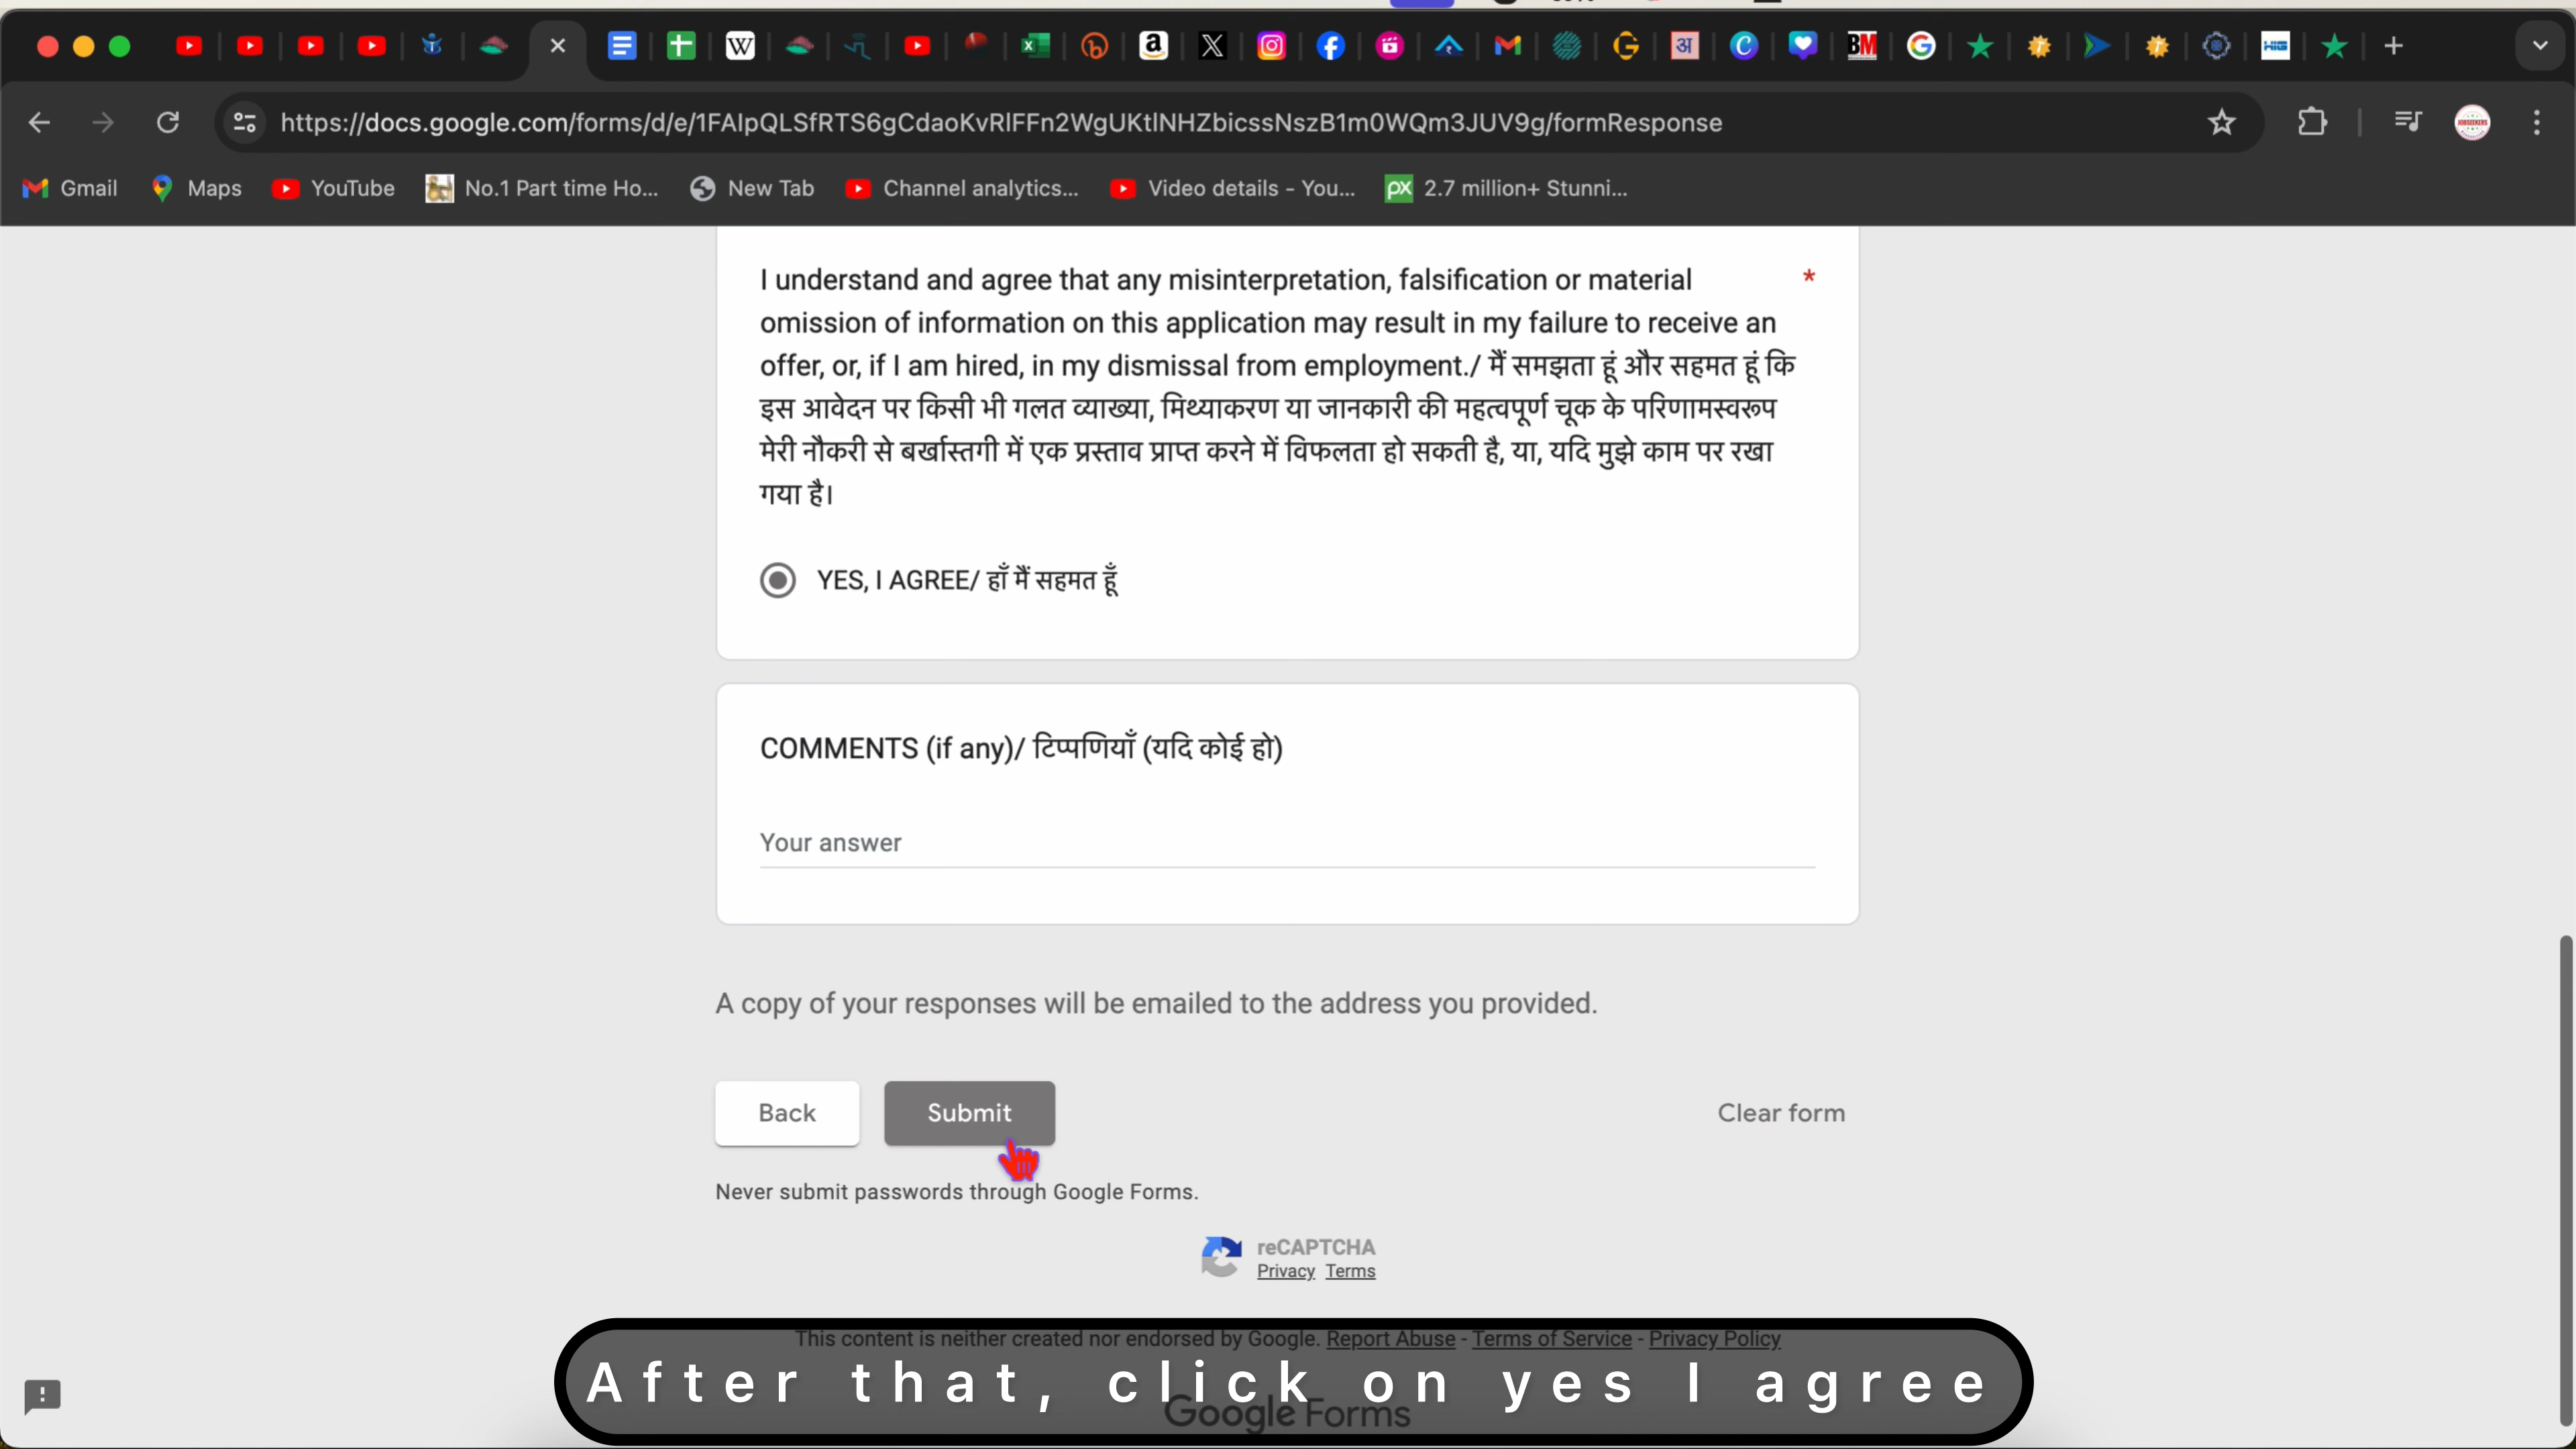 https://docs.google.com/forms/d/e/1FAIpQLSfRTS6gCdaoKvRlFFn2WgUKtlNHZbicssNszB1m0WQm3JUV9g/formResponse
Gmail Maps YouTube No.1 Part time Ho... New Tab Channel analytics... Video details - You... 2.7 million+ Stunni...
I understand and agree that any misinterpretation, falsification or material *
omission of information on this application may result in my failure to receive an
offer, or, if I am hired, in my dismissal from employment./ मैं समझता हूं और सहमत हूं कि
इस आवेदन पर किसी भी गलत व्याख्या, मिथ्याकरण या जानकारी की महत्वपूर्ण चूक के परिणामस्वरूप
मेरी नौकरी से बर्खास्तगी में एक प्रस्ताव प्राप्त करने में विफलता हो सकती है, या, यदि मुझे काम पर रखा
गया है।
YES, I AGREE/ हाँ मैं सहमत हूँ
COMMENTS (if any)/ टिप्पणियाँ (यदि कोई हो)
Your answer
A copy of your responses will be emailed to the address you provided.
Back Submit Clear form
Never submit passwords through Google Forms.
reCAPTCHA
Privacy Terms
This content is neither created nor endorsed by Google. Report Abuse - Terms of Service - Privacy Policy
After that, click on yes I agree
Google Forms